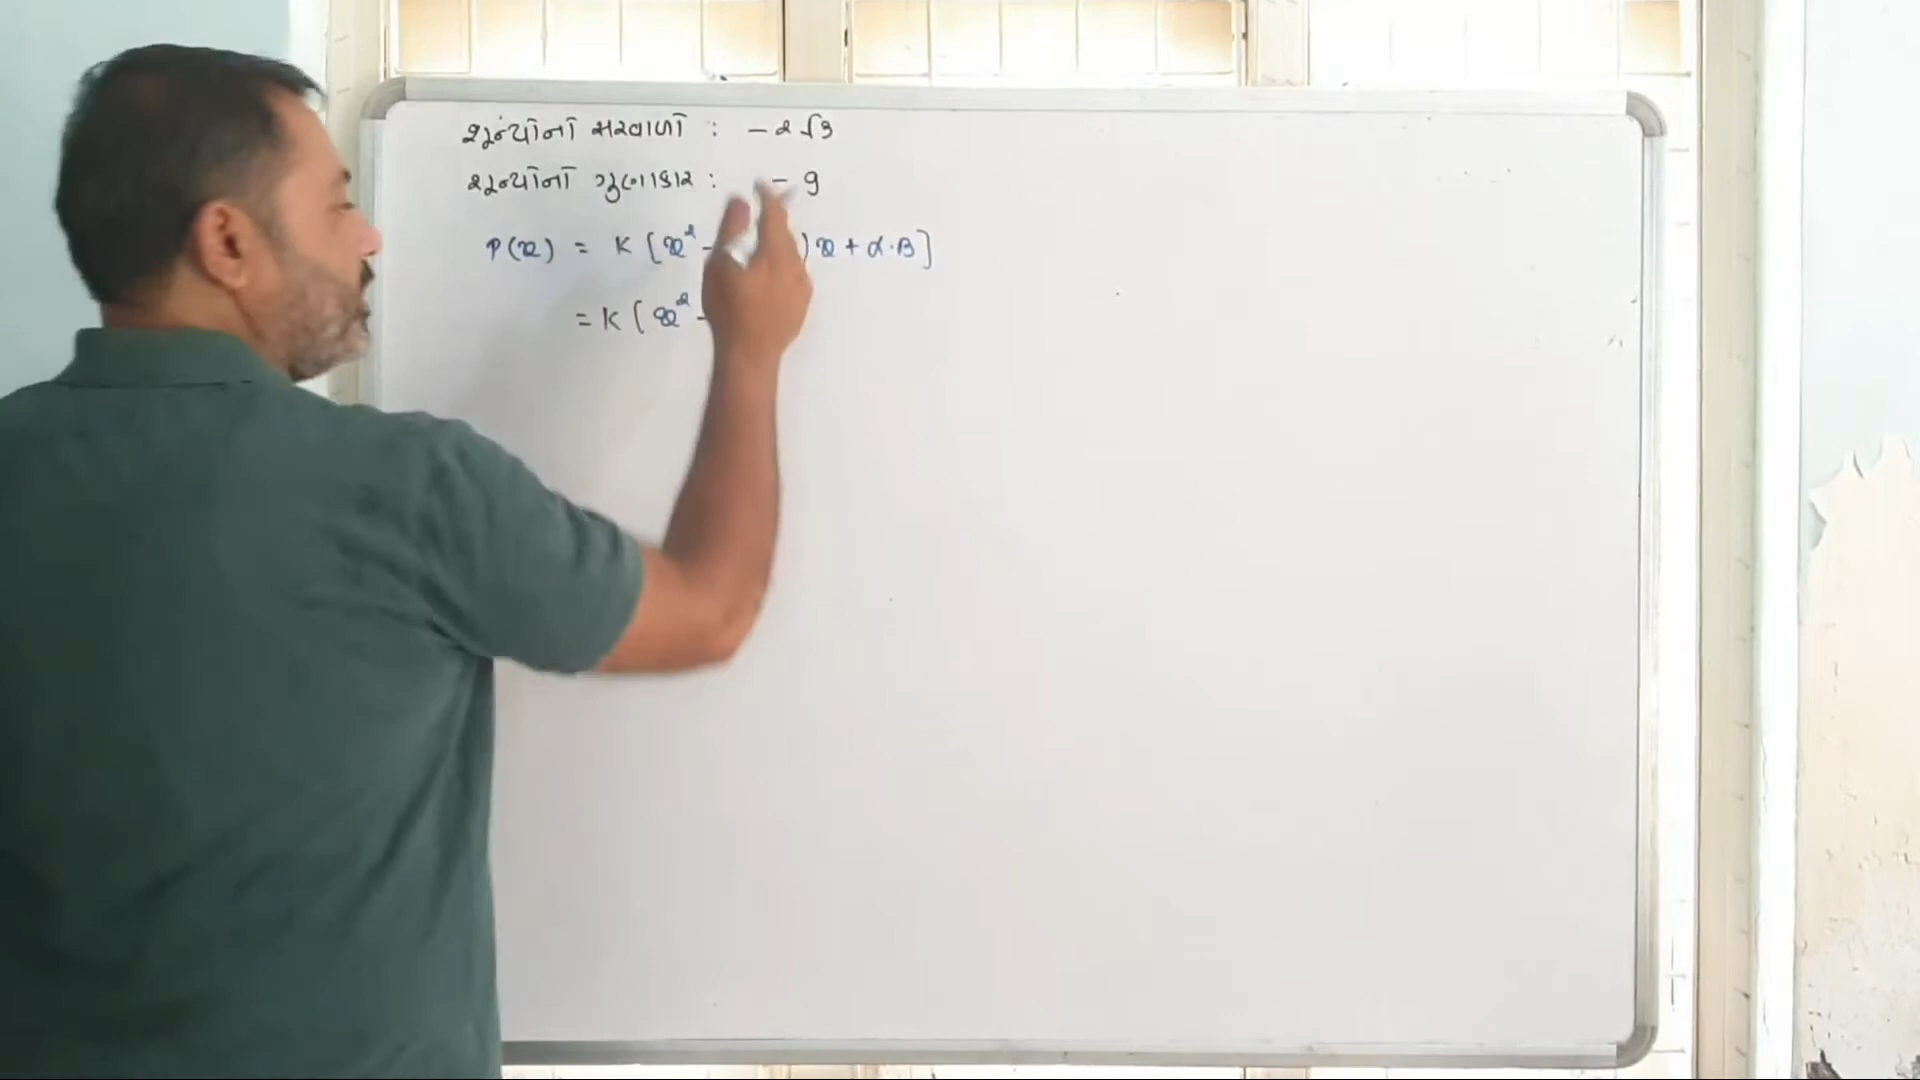 શૂન્યોનો સરવાળો : - 2 √3
શૂન્યોનો ગુણાકાર : - 9
P(x) = K [x² - )x + α·β]
= K (x² -